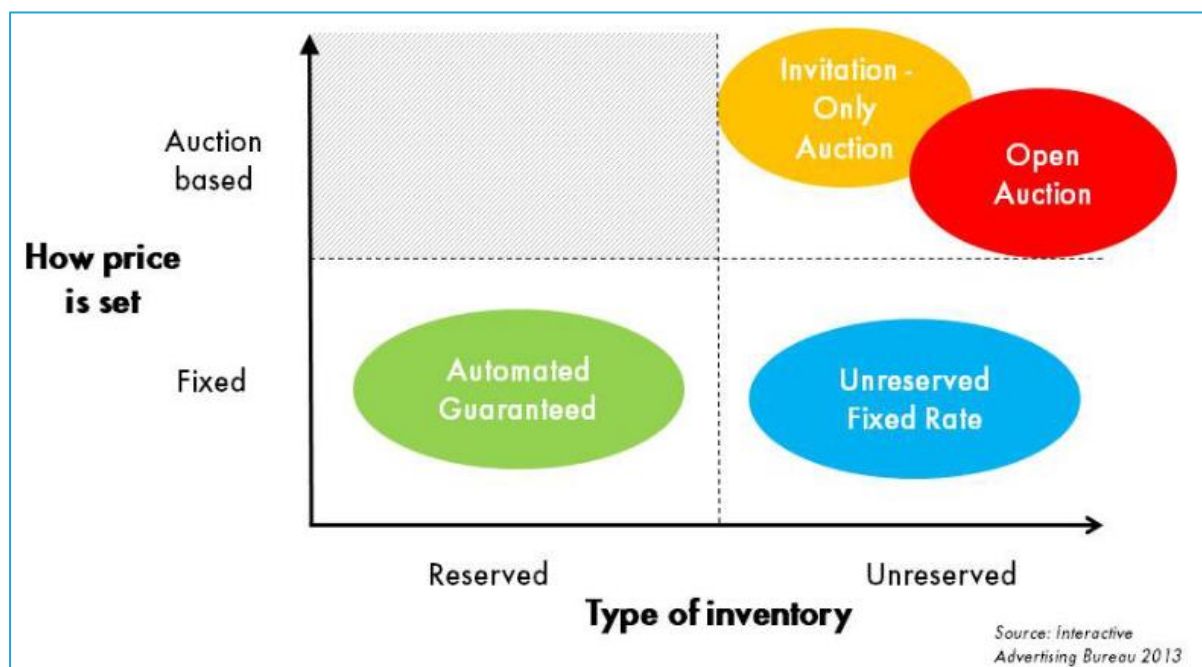 Invitation -
Only
Auction
Open
Auction
Auction
based
How price
is set
Fixed
Automated
Guaranteed
Unreserved
Fixed Rate
Reserved
Unreserved
Type of inventory
Source: Interactive
Advertising Bureau 2013